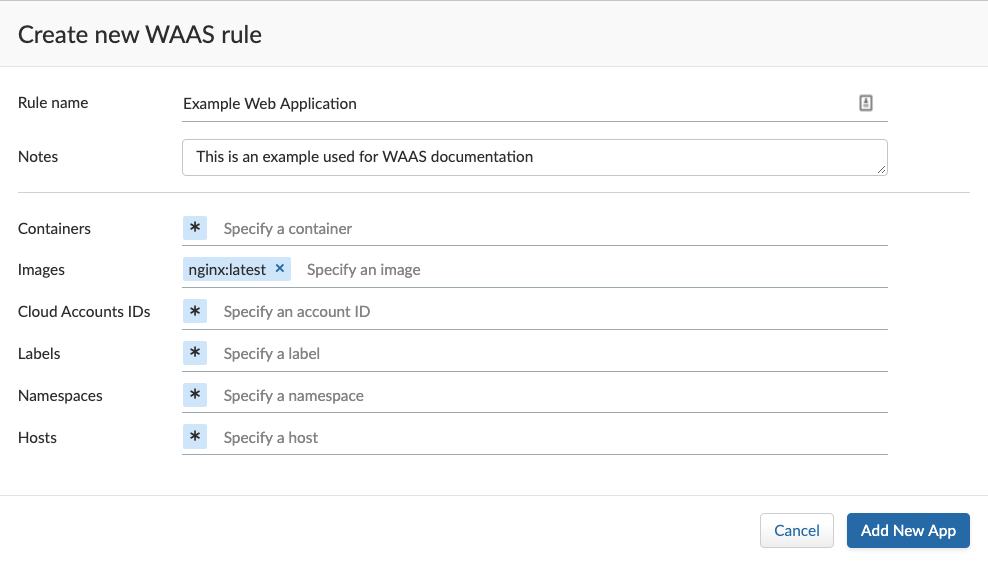 Create new WAAS rule
Rule name Example Web Application
Notes This is an example used for WAAS documentation
Containers * Specify a container
Images nginx:latest × Specify an image
Cloud Accounts IDs * Specify an account ID
Labels * Specify a label
Namespaces * Specify a namespace
Hosts * Specify a host
Cancel Add New App